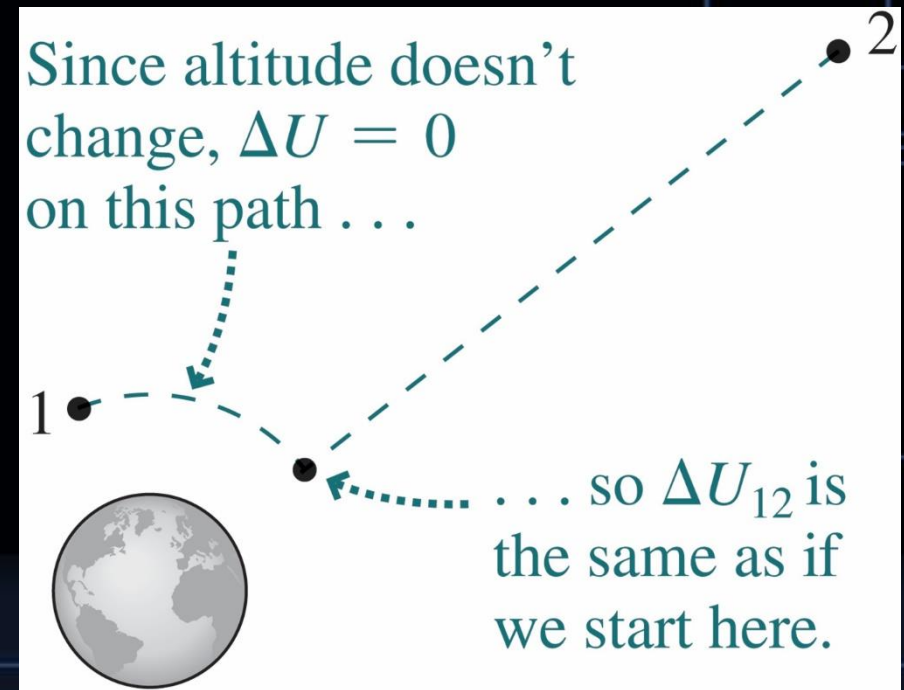 Since altitude doesn’t
change, ΔU = 0
on this path . . .
2
1
. . . so ΔU₁₂ is
the same as if
we start here.